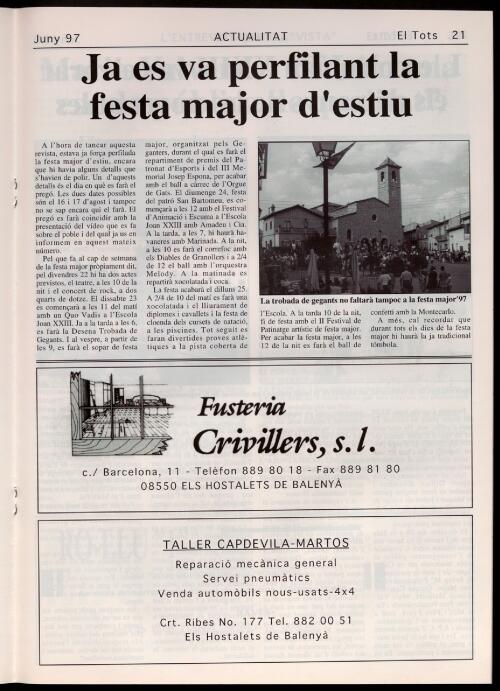 Juny 97
ACTUALITAT
El Tots 21
Ja es va perfilant la
festa major d'estiu
A l'hora de tancar aquesta
revista, estava ja força perfilada
la festa major d'estiu, encara
que hi havia alguns detalls que
s'havien de polir. Un d'aquests
detalls és el dia en què es farà el
pregó. Les dues dates possibles
són el 16 i 17 d'agost i tampoc
no se sap encara qui el farà. El
pregó es farà coincidir amb la
presentació del vídeo que es fa
sobre el poble i del qual ja us en
informem en aquest mateix
número.
Pel que fa al cap de setmana
de la festa major pròpiament dit,
pel divendres 22 hi ha dos actes
previstos, el teatre, a les 10 de la
nit i el concert de rock, a dos
quarts de dotze. El dissabte 23
es començarà a les 11 del matí
amb un Quo Vadis a l'Escola
Joan XXIII. Ja a la tarda a les 6,
es farà la Desena Trobada de
Gegants. I al vespre, a partir de
les 9, es farà el sopar de festa
major, organitzat pels Ge-
ganters, durant el qual es farà el
repartiment de premis del Pa-
tronat d'Esports i del III Me-
morial Josep Espona, per acabar
amb el ball a càrrec de l'Orgue
de Gats. El diumenge 24, festa
del patró San Bartomeu, es co-
mençarà a les 12 amb el Festival
d'Animació i Escuma a l'Escola
Joan XXIII amb Amadeu i Cia.
A la tarda, a les 7, hi haurà ha-
vaneres amb Marinada. A la nit,
a les 10 es farà el correfoc amb
els Diables de Granollers i a 2/4
de 12 el ball amb l'orquestra
Melody. A la matinada es
repartirà xocolatada i coca.
La festa acabarà el dilluns 25.
A 2/4 de 10 del matí es farà una
xocolatada i el lliurament de
diplomes i cavallets i la festa de
cloenda dels cursets de natació,
a les piscines. Tot seguit es
faran divertides proves atlè-
tiques a la pista coberta de
La trobada de gegants no faltarà tampoc a la festa major'97
l'Escola. A la tarda 10 de la nit,
fi de festa amb el II Festival de
Patinatge artístic de festa major.
Per acabar la festa major, a les
12 de la nit es farà el ball de
confetti amb la Montecarlo.
A més, cal recordar que
durant tots els dies de la festa
major hi haurà la ja tradicional
tómbola.
Fusteria
Crivillers, s.l.
c./ Barcelona, 11 - Telèfon 889 80 18 - Fax 889 81 80
08550 ELS HOSTALETS DE BALENYÀ
TALLER CAPDEVILA-MARTOS
Reparació mecànica general
Servei pneumàtics
Venda automòbils nous-usats-4x4
Crt. Ribes No. 177 Tel. 882 00 51
Els Hostalets de Balenyà